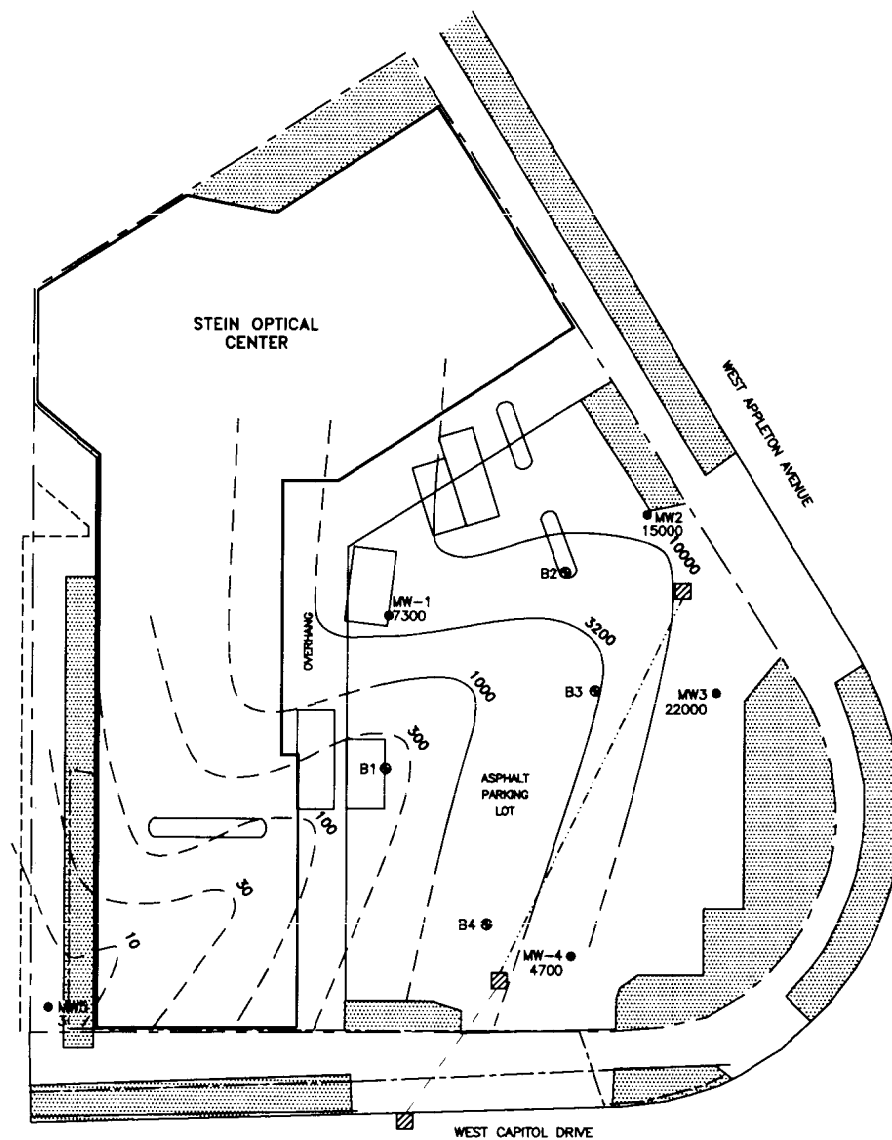 STEIN OPTICAL
CENTER
WEST APPLETON AVENUE
MW2
15000
10000
B2
MW-1
7300
3200
OVERHANG
1000
B3
MW3
22000
300
B1
ASPHALT
PARKING
LOT
100
30
B4
10
MW-4
4700
MW5
WEST CAPITOL DRIVE